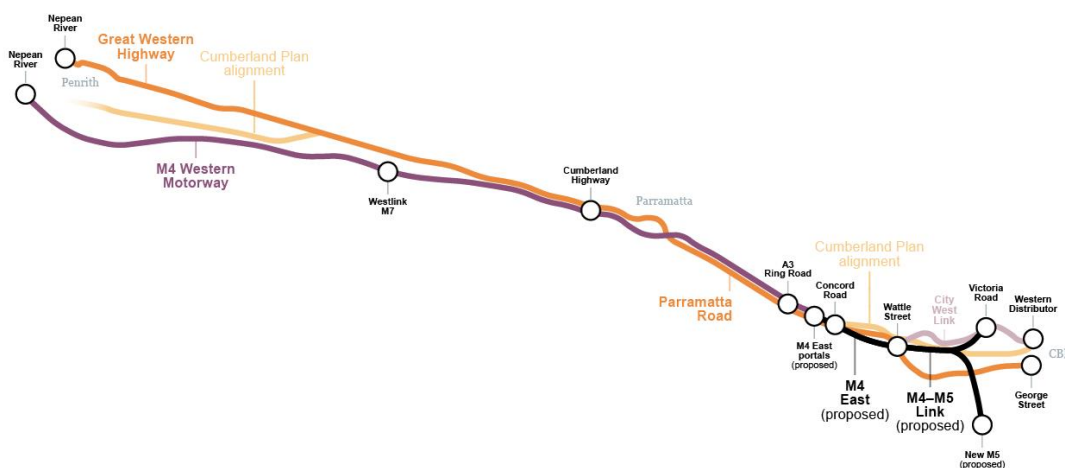 Nepean
River
Nepean
River
Great Western
Highway
Cumberland Plan
alignment
Penrith
M4 Western
Motorway
Westlink
M7
Cumberland
Highway
Parramatta
Parramatta
Road
A3
Ring Road
Concord
Road
M4 East
portals
(proposed)
Cumberland Plan
alignment
Wattle
Street
City
West
Link
Victoria
Road
Western
Distributor
M4
East
(proposed)
M4–M5
Link
(proposed)
George
Street
New M5
(proposed)